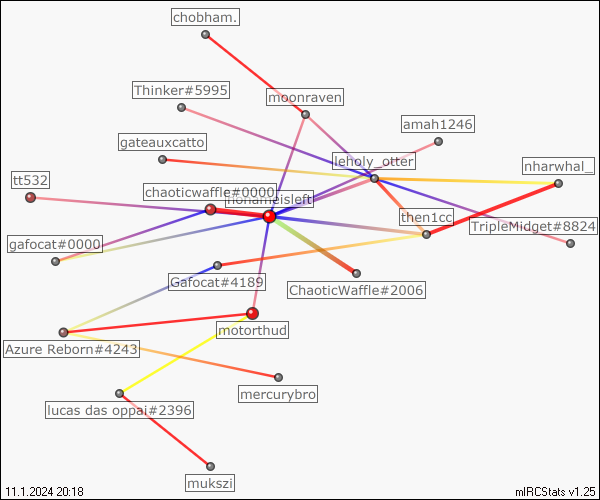 chobham.
Thinker#5995
moonraven
amah1246
gateauxcatto
leholy_otter
nharwhal_
tt532
chaoticwaffle#0000
nonameisleft
then1cc
TripleMidget#8824
gafocat#0000
Gafocat#4189
ChaoticWaffle#2006
motorthud
Azure Reborn#4243
mercurybro
lucas das oppai#2396
mukszi
11.1.2024 20:18
mIRCStats v1.25